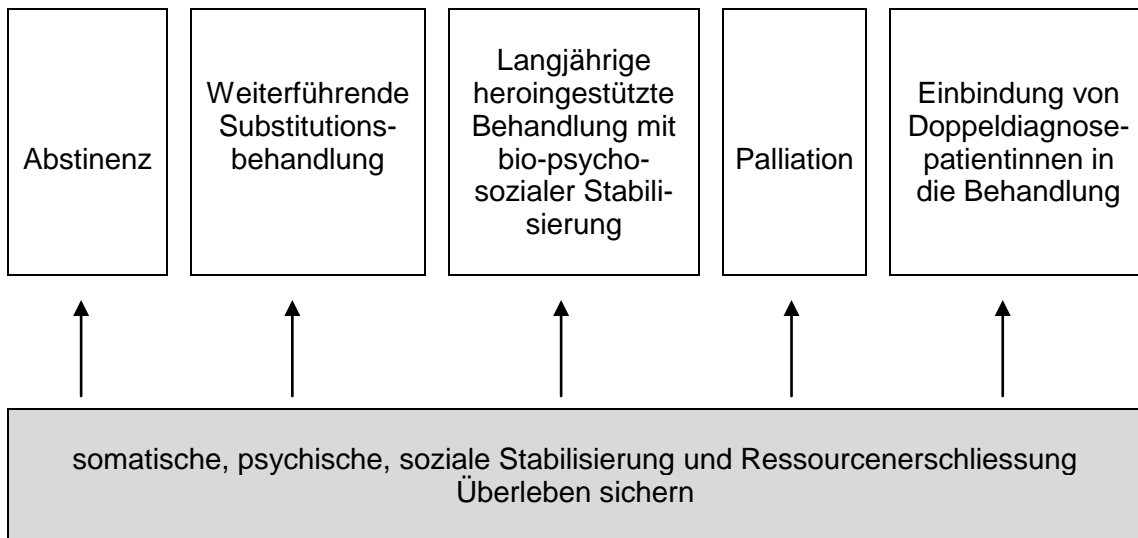 Abstinenz
Weiterführende
Substitutions-
behandlung
Langjährige
heroingestützte
Behandlung mit
bio-psycho-
sozialer Stabili-
sierung
Palliation
Einbindung von
Doppeldiagnose-
patientinnen in
die Behandlung
somatische, psychische, soziale Stabilisierung und Ressourcenerschliessung
Überleben sichern